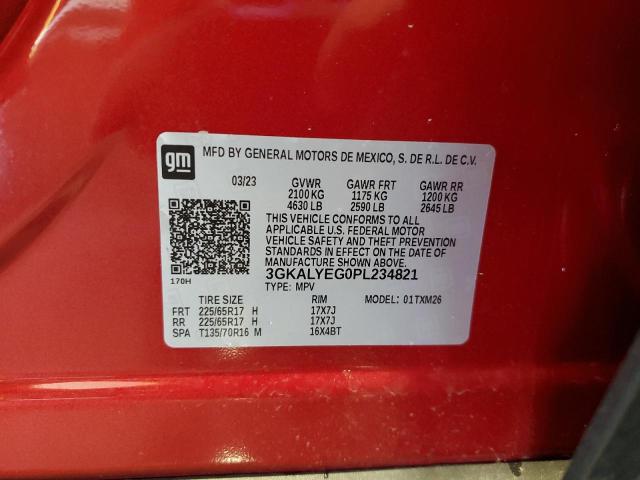 gm
MFD BY GENERAL MOTORS DE MEXICO, S. DE R.L. DE C.V.
03/23 GVWR GAWR FRT GAWR RR
2100 KG 1175 KG 1200 KG
4630 LB 2590 LB 2645 LB
THIS VEHICLE CONFORMS TO ALL
APPLICABLE U.S. FEDERAL MOTOR
VEHICLE SAFETY AND THEFT PREVENTION
STANDARDS IN EFFECT ON THE DATE
OF MANUFACTURE SHOWN ABOVE.
3GKALYEG0PL234821
170H TYPE: MPV
TIRE SIZE RIM MODEL: 01TXM26
FRT 225/65R17 H 17X7J
RR 225/65R17 H 17X7J
SPA T135/70R16 M 16X4BT